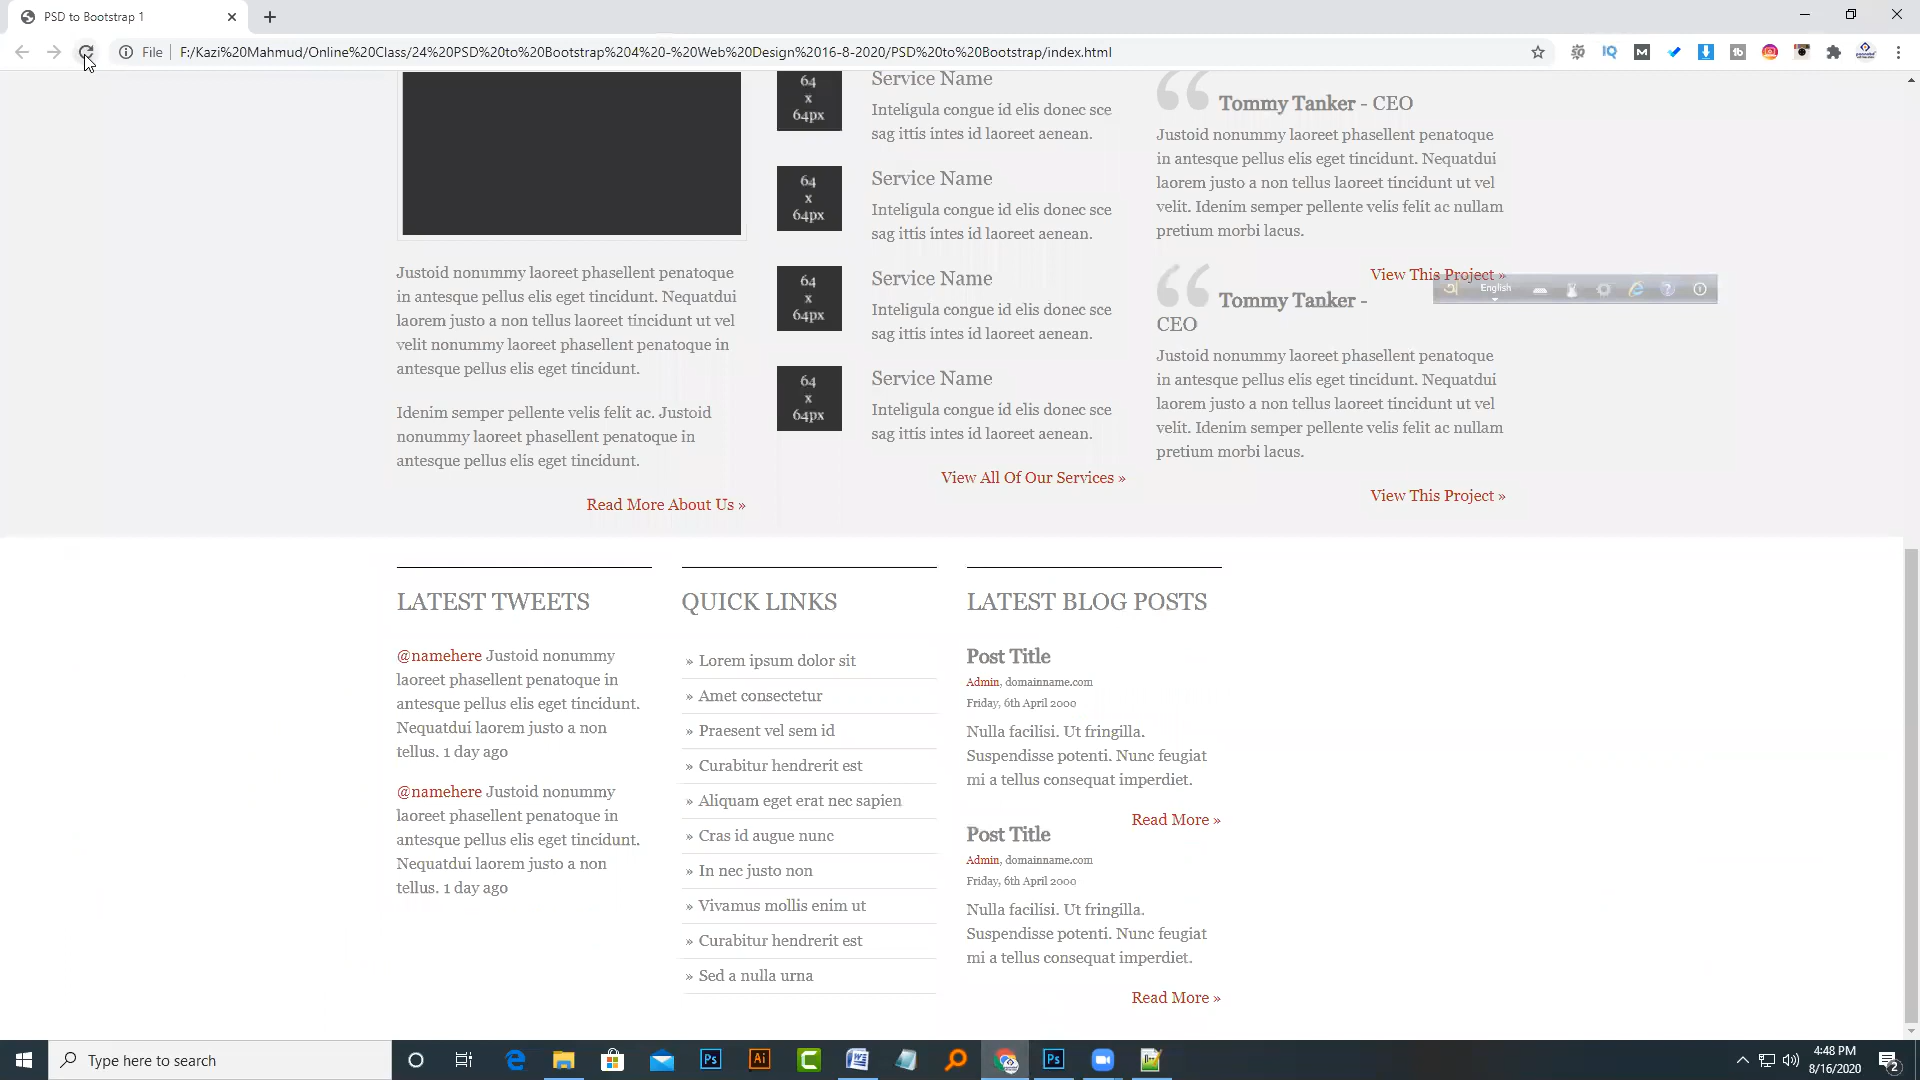 PSD to Bootstrap 1
File
F:/Kazi%20Mahmud/Online%20Class/24%20PSD%20to%20Bootstrap%204%20-%20Web%20Design%2016-8-2020/PSD%20to%20Bootstrap/index.html
Justoid nonummy laoreet phasellent penatoque
in antesque pellus elis eget tincidunt. Nequatdui
laorem justo a non tellus laoreet tincidunt ut vel
velit nonummy laoreet phasellent penatoque in
antesque pellus elis eget tincidunt.
Idenim semper pellente velis felit ac. Justoid
nonummy laoreet phasellent penatoque in
antesque pellus elis eget tincidunt.
Read More About Us »
64
x
64px
Service Name
Inteligula congue id elis donec sce
sag ittis intes id laoreet aenean.
64
x
64px
Service Name
Inteligula congue id elis donec sce
sag ittis intes id laoreet aenean.
64
x
64px
Service Name
Inteligula congue id elis donec sce
sag ittis intes id laoreet aenean.
64
x
64px
Service Name
Inteligula congue id elis donec sce
sag ittis intes id laoreet aenean.
View All Of Our Services »
Tommy Tanker - CEO
Justoid nonummy laoreet phasellent penatoque
in antesque pellus elis eget tincidunt. Nequatdui
laorem justo a non tellus laoreet tincidunt ut vel
velit. Idenim semper pellente velis felit ac nullam
pretium morbi lacus.
View This Project »
English
Tommy Tanker -
CEO
Justoid nonummy laoreet phasellent penatoque
in antesque pellus elis eget tincidunt. Nequatdui
laorem justo a non tellus laoreet tincidunt ut vel
velit. Idenim semper pellente velis felit ac nullam
pretium morbi lacus.
View This Project »
LATEST TWEETS
@namehere Justoid nonummy
laoreet phasellent penatoque in
antesque pellus elis eget tincidunt.
Nequatdui laorem justo a non
tellus. 1 day ago
@namehere Justoid nonummy
laoreet phasellent penatoque in
antesque pellus elis eget tincidunt.
Nequatdui laorem justo a non
tellus. 1 day ago
QUICK LINKS
» Lorem ipsum dolor sit
» Amet consectetur
» Praesent vel sem id
» Curabitur hendrerit est
» Aliquam eget erat nec sapien
» Cras id augue nunc
» In nec justo non
» Vivamus mollis enim ut
» Curabitur hendrerit est
» Sed a nulla urna
LATEST BLOG POSTS
Post Title
Admin, domainname.com
Friday, 6th April 2000
Nulla facilisi. Ut fringilla.
Suspendisse potenti. Nunc feugiat
mi a tellus consequat imperdiet.
Read More »
Post Title
Admin, domainname.com
Friday, 6th April 2000
Nulla facilisi. Ut fringilla.
Suspendisse potenti. Nunc feugiat
mi a tellus consequat imperdiet.
Read More »
Type here to search
4:48 PM
8/16/2020
2